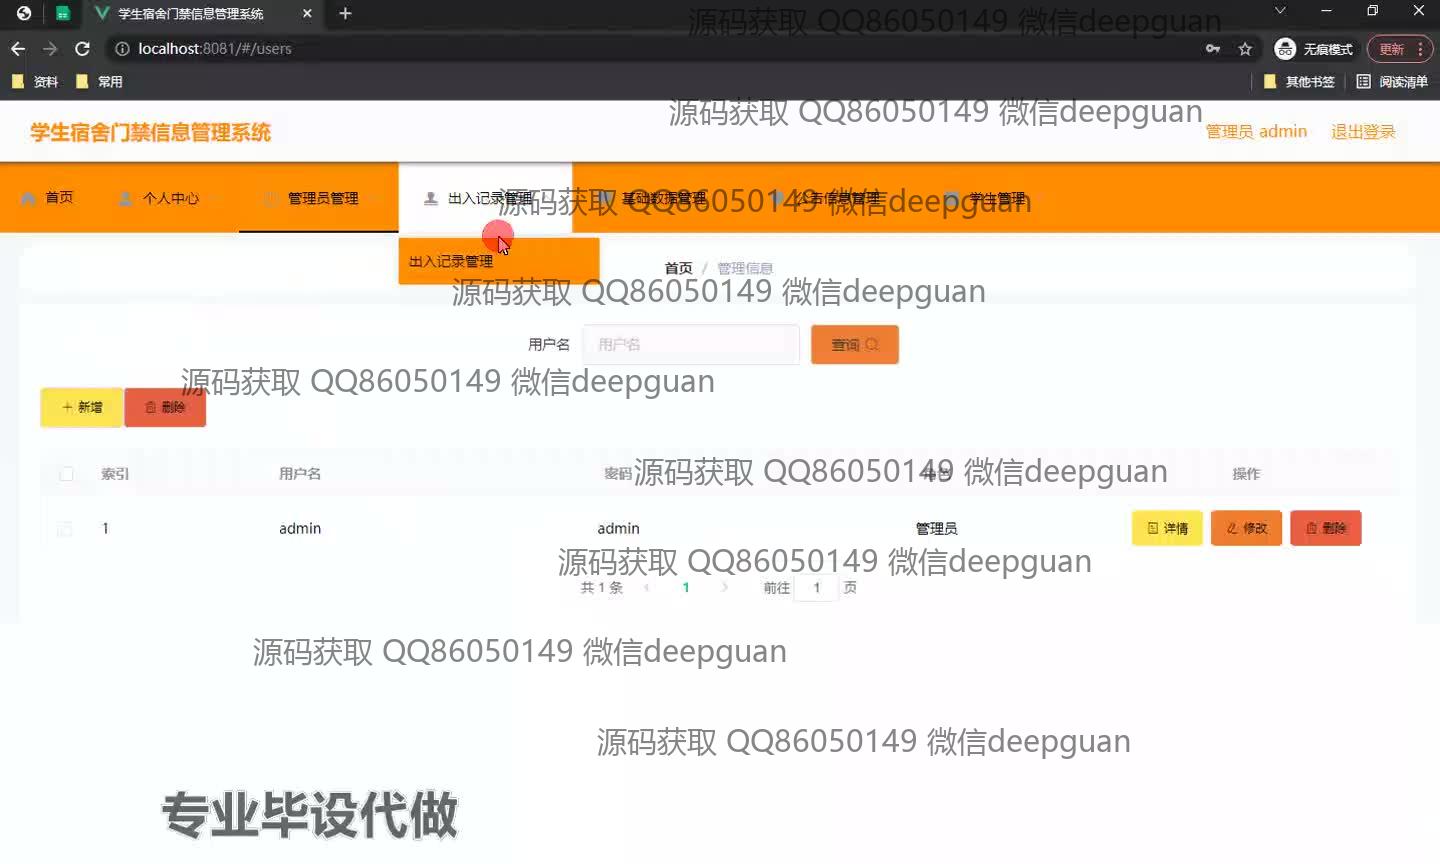 学生宿舍门禁信息管理系统
源码获取 QQ86050149 微信deepguan
localhost:8081/#/users
无痕模式
更新
资料
常用
其他书签
阅读清单
源码获取 QQ86050149 微信deepguan
学生宿舍门禁信息管理系统
管理员 admin
退出登录
首页
个人中心
管理员管理
出入记录管理
基础数据管理
公告信息管理
学生管理
源码获取 QQ86050149 微信deepguan
出入记录管理
首页 / 管理信息
源码获取 QQ86050149 微信deepguan
用户名
用户名
查询
源码获取 QQ86050149 微信deepguan
新增
删除
索引
用户名
密码
角色
操作
源码获取 QQ86050149 微信deepguan
1
admin
admin
管理员
详情
修改
删除
源码获取 QQ86050149 微信deepguan
共 1 条
1
前往 1 页
源码获取 QQ86050149 微信deepguan
源码获取 QQ86050149 微信deepguan
专业毕设代做